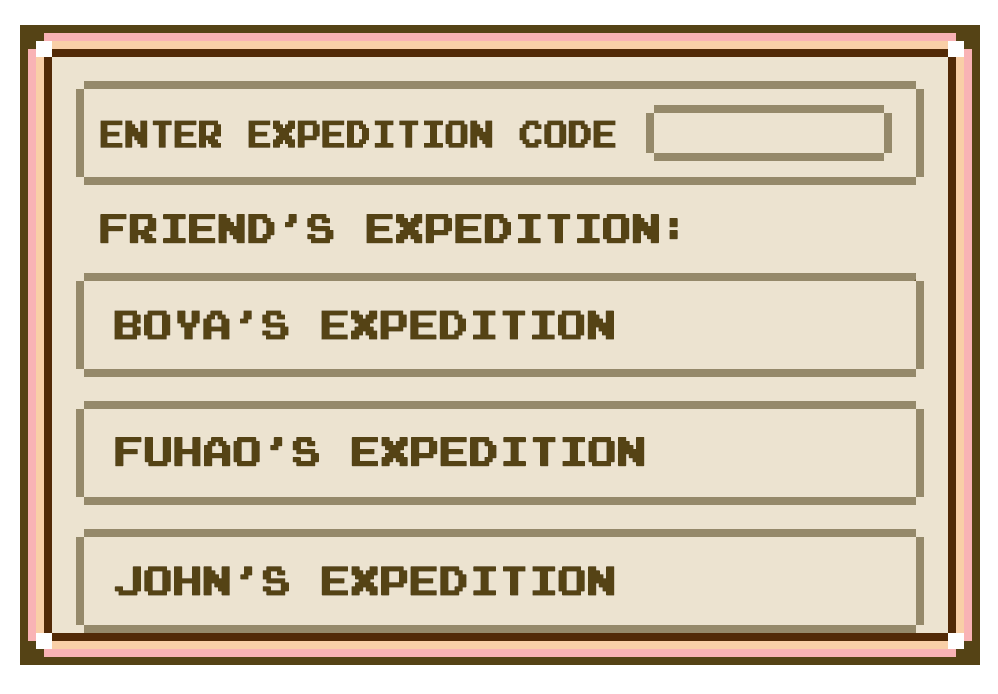 ENTER EXPEDITION CODE
FRIEND'S EXPEDITION:
BOYA'S EXPEDITION
FUHAO'S EXPEDITION
JOHN'S EXPEDITION